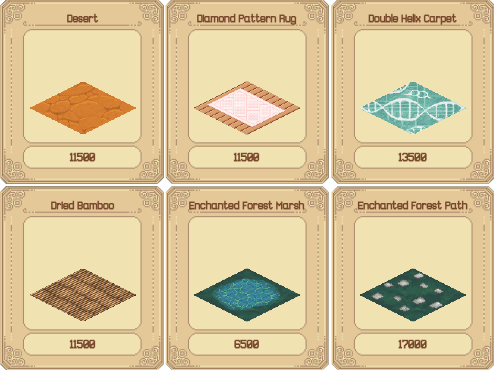 Desert
Diamond Pattern Rug
Double Helix Carpet
11500
11500
13500
Dried Bamboo
Enchanted Forest Marsh
Enchanted Forest Path
11500
6500
17000